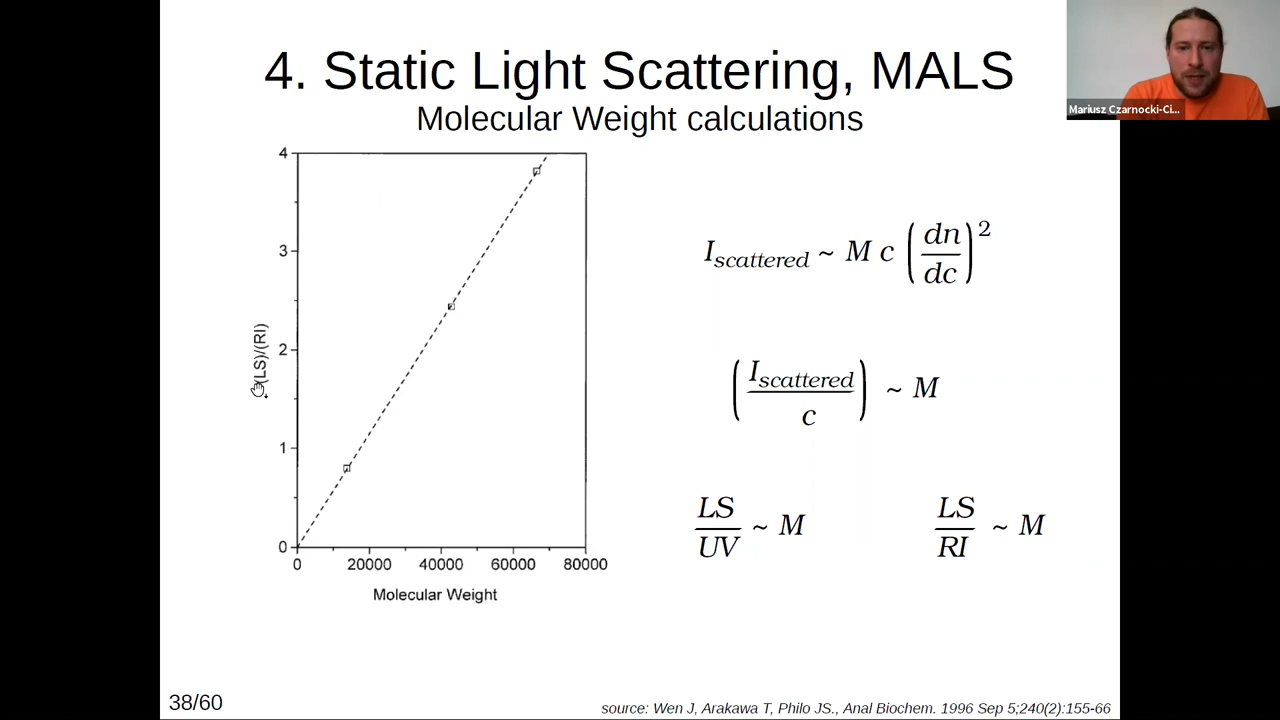 4. Static Light Scattering, MALS
Molecular Weight calculations
Mariusz Czarnocki-Ci...
4
3
2
1
0
(LS)/(RI)
0 20000 40000 60000 80000
Molecular Weight
I_scattered ~ M c (dn/dc)^2
(I_scattered/c) ~ M
LS/UV ~ M
LS/RI ~ M
38/60
source: Wen J, Arakawa T, Philo JS., Anal Biochem. 1996 Sep 5;240(2):155-66